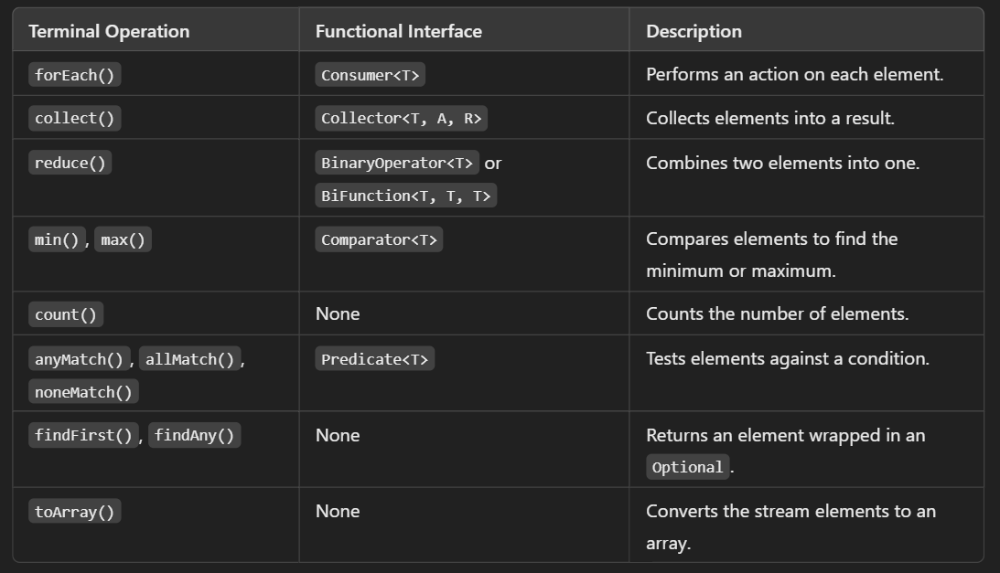 Terminal Operation Functional Interface Description
forEach() Consumer<T> Performs an action on each element.
collect() Collector<T, A, R> Collects elements into a result.
reduce() BinaryOperator<T> or Combines two elements into one.
BiFunction<T, T, T>
min(), max() Comparator<T> Compares elements to find the
minimum or maximum.
count() None Counts the number of elements.
anyMatch(), allMatch(), Predicate<T> Tests elements against a condition.
noneMatch()
findFirst(), findAny() None Returns an element wrapped in an
Optional.
toArray() None Converts the stream elements to an
array.